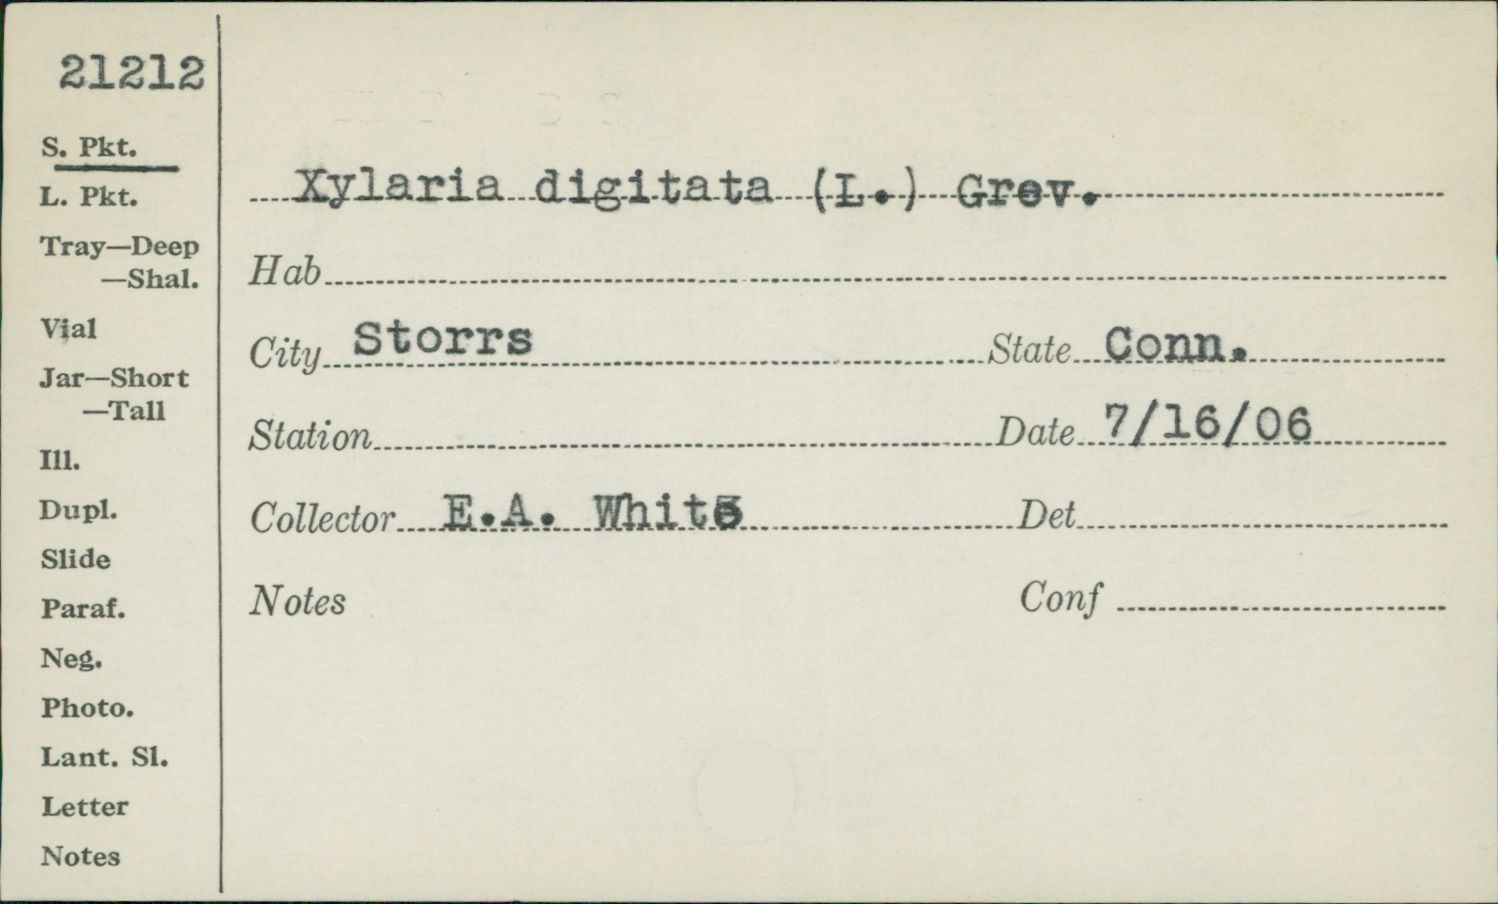 21212
S. Pkt.
L. Pkt.
Tray—Deep
—Shal.
Vial
Jar—Short
—Tall
Ill.
Dupl.
Slide
Paraf.
Neg.
Photo.
Lant. Sl.
Letter
Notes
Xylaria digitata (L.) Grev.
Hab
City Storrs State Conn.
Station Date 7/16/06
Collector E.A. White Det
Notes Conf